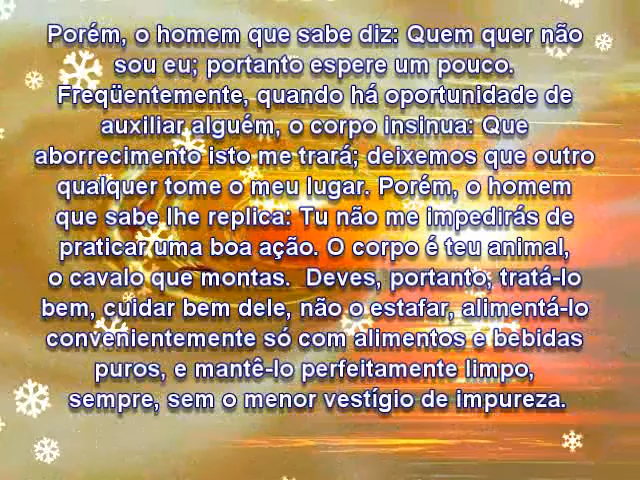 Porém, o homem que sabe diz: Quem quer não
sou eu; portanto espere um pouco.
Freqüentemente, quando há oportunidade de
auxiliar alguém, o corpo insinua: Que
aborrecimento isto me trará; deixemos que outro
qualquer tome o meu lugar. Porém, o homem
que sabe lhe replica: Tu não me impedirás de
praticar uma boa ação. O corpo é teu animal,
o cavalo que montas. Deves, portanto, tratá-lo
bem, cuidar bem dele, não o estafar, alimentá-lo
convenientemente só com alimentos e bebidas
puros, e mantê-lo perfeitamente limpo,
sempre, sem o menor vestígio de impureza.